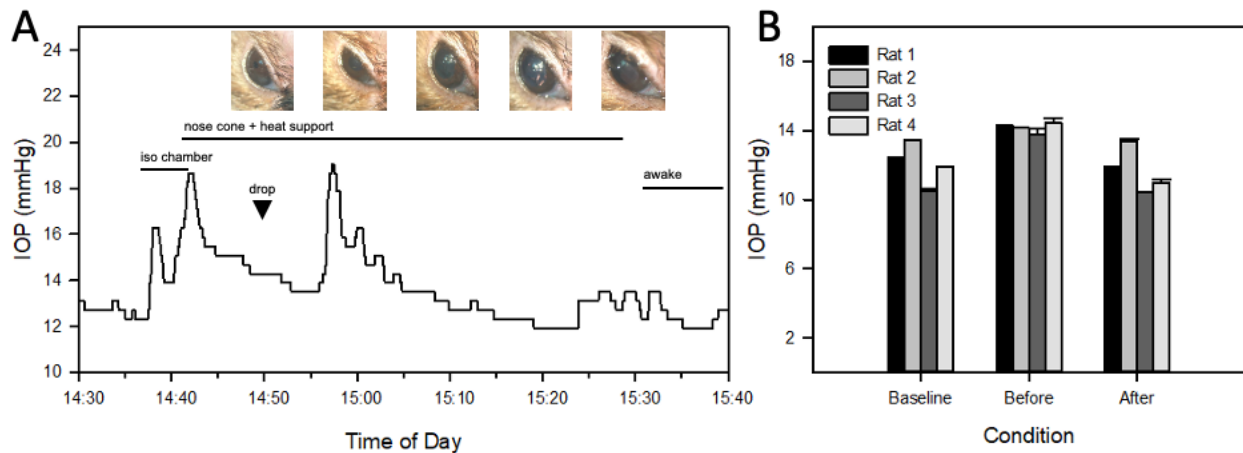 A
IOP (mmHg)
24
22
20
18
16
14
12
10
nose cone + heat support
iso chamber
drop
awake
14:30
14:40
14:50
15:00
15:10
15:20
15:30
15:40
Time of Day
B
IOP (mmHg)
18
14
10
6
2
Rat 1
Rat 2
Rat 3
Rat 4
Baseline
Before
After
Condition